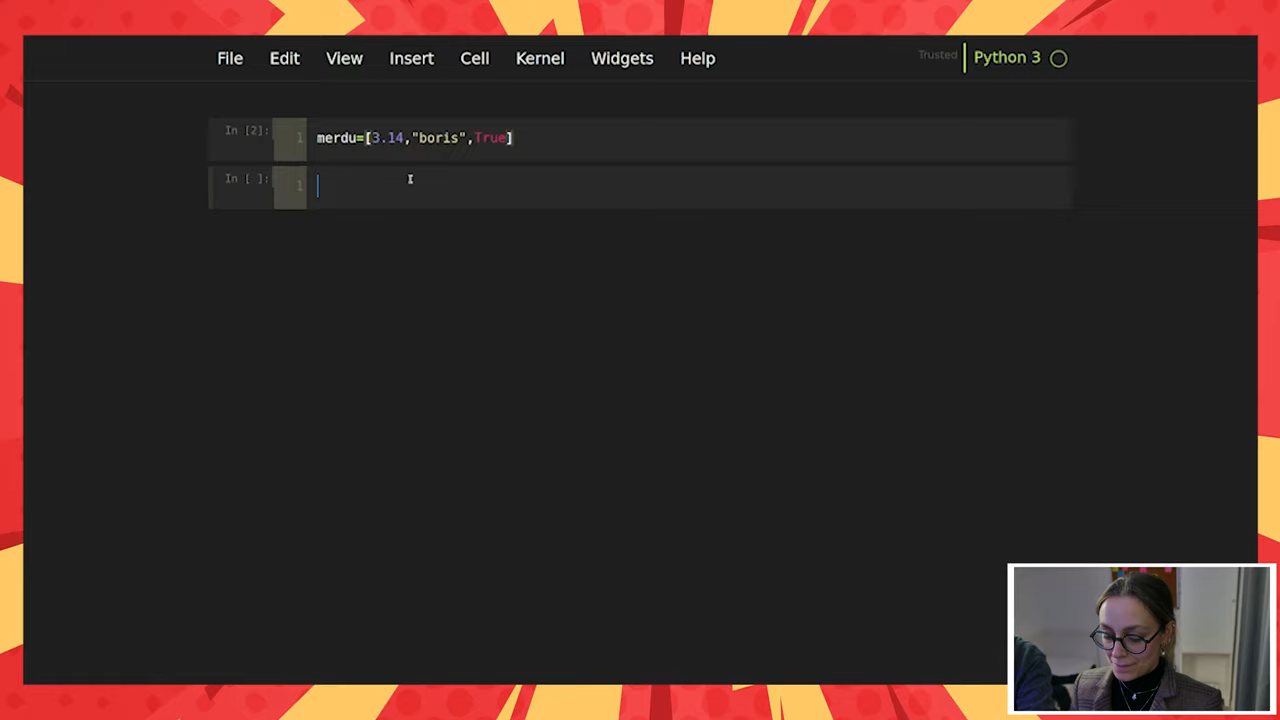 File Edit View Insert Cell Kernel Widgets Help Trusted Python 3
In [2]: 1 merdu=[3.14,"boris",True]
In [ ]: 1